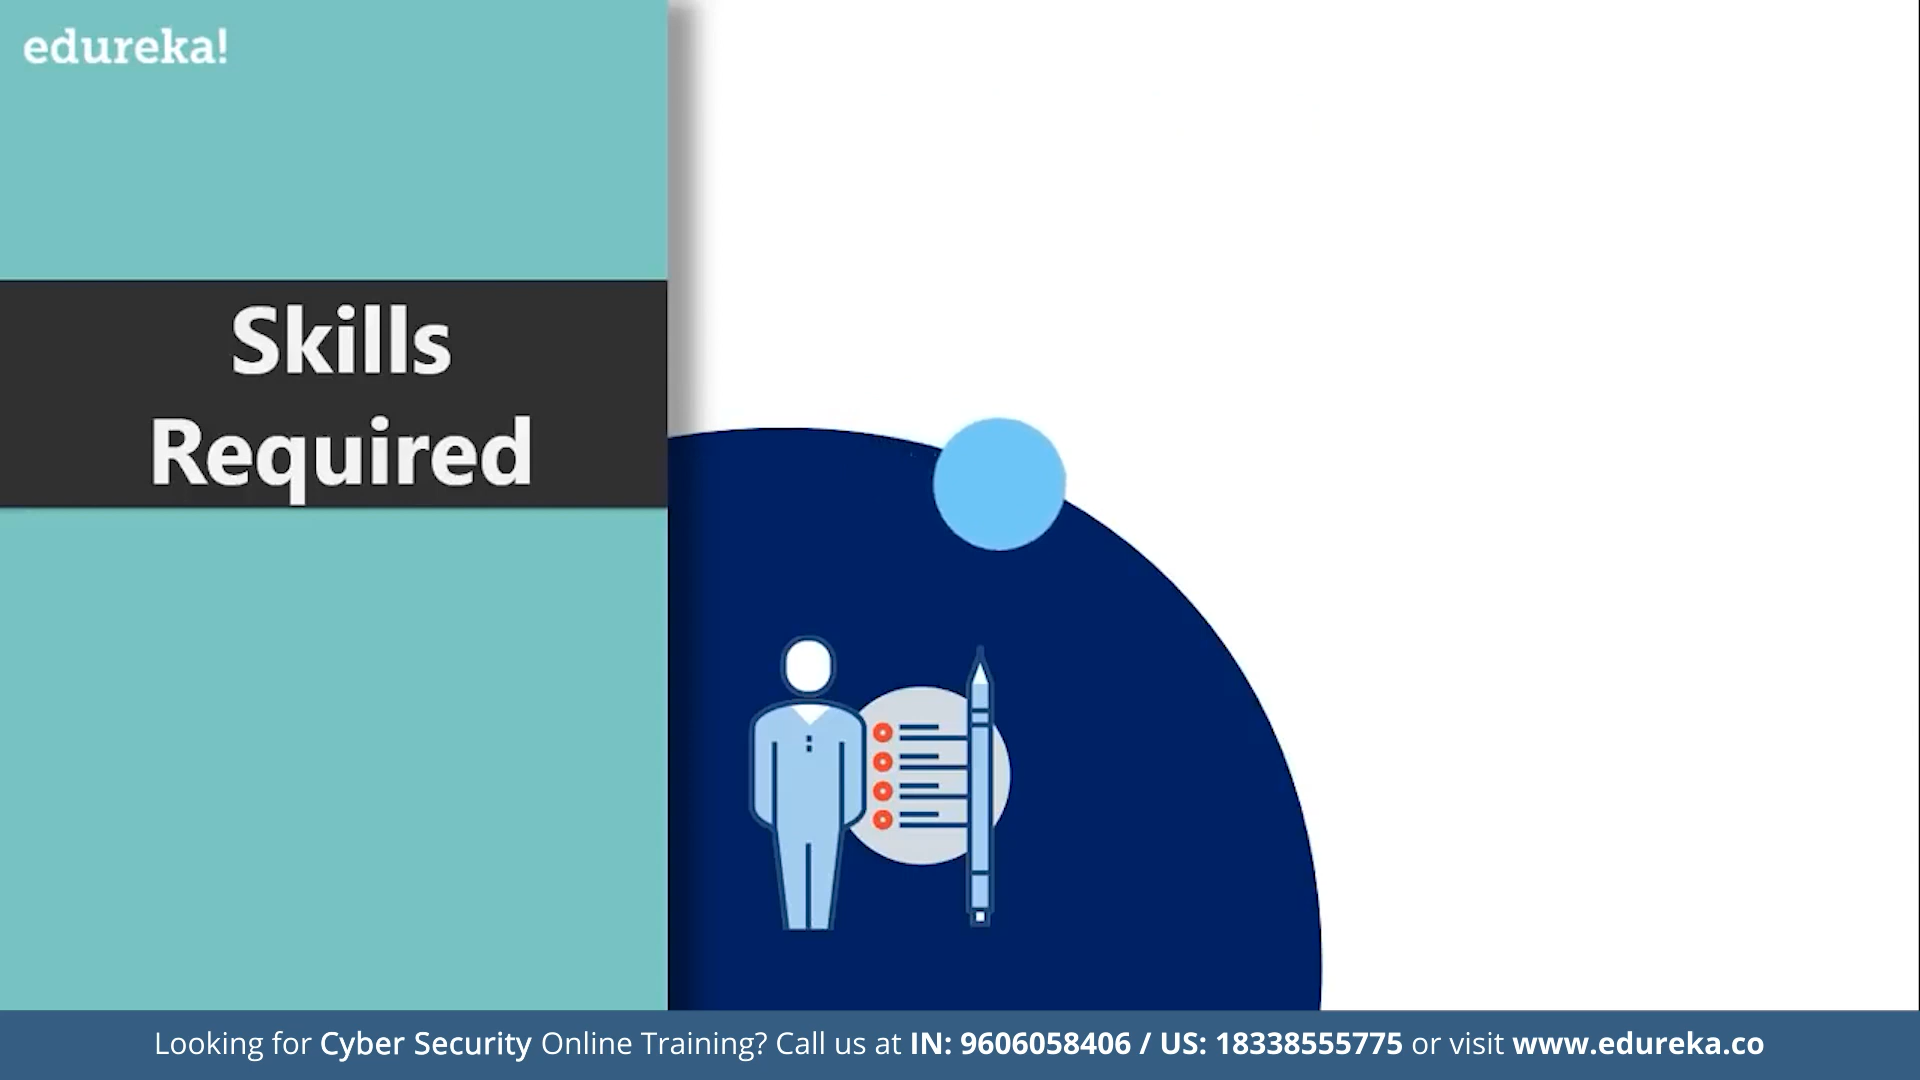 edureka!
Skills
Required
Looking for Cyber Security Online Training? Call us at IN: 9606058406 / US: 18338555775 or visit www.edureka.co